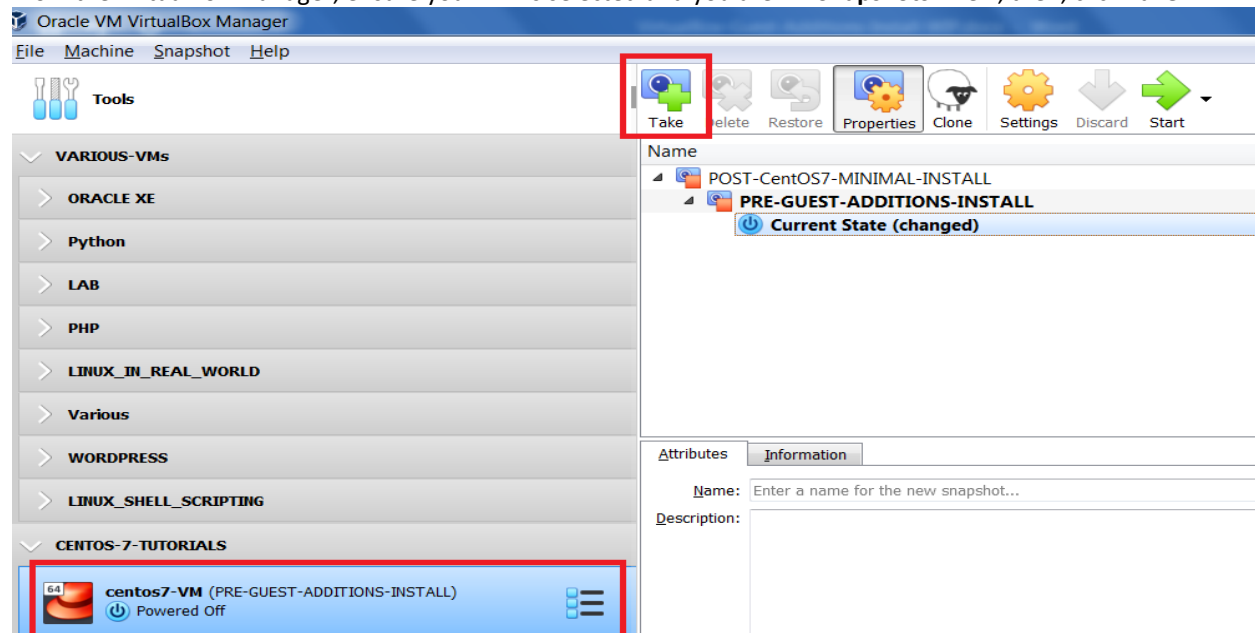 Oracle VM VirtualBox Manager
File Machine Snapshot Help
Tools
Take Delete Restore Properties Clone Settings Discard Start
VARIOUS-VMs
ORACLE XE
Python
LAB
PHP
LINUX_IN_REAL_WORLD
Various
WORDPRESS
LINUX_SHELL_SCRIPTING
CENTOS-7-TUTORIALS
64
centos7-VM (PRE-GUEST-ADDITIONS-INSTALL)
Powered Off
Name
POST-CentOS7-MINIMAL-INSTALL
PRE-GUEST-ADDITIONS-INSTALL
Current State (changed)
Attributes Information
Name: Enter a name for the new snapshot...
Description: